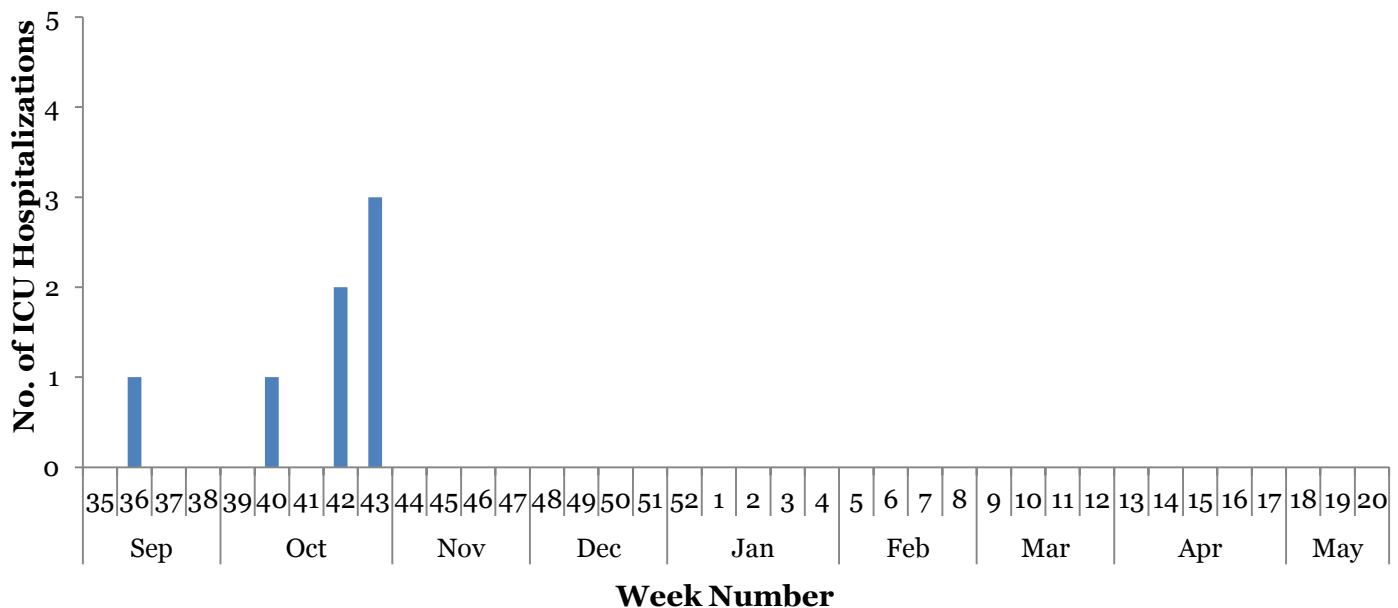 No. of ICU Hospitalizations
5
4
3
2
1
0
35 36 37 38 39 40 41 42 43 44 45 46 47 48 49 50 51 52 1 2 3 4 5 6 7 8 9 10 11 12 13 14 15 16 17 18 19 20
Sep Oct Nov Dec Jan Feb Mar Apr May
Week Number